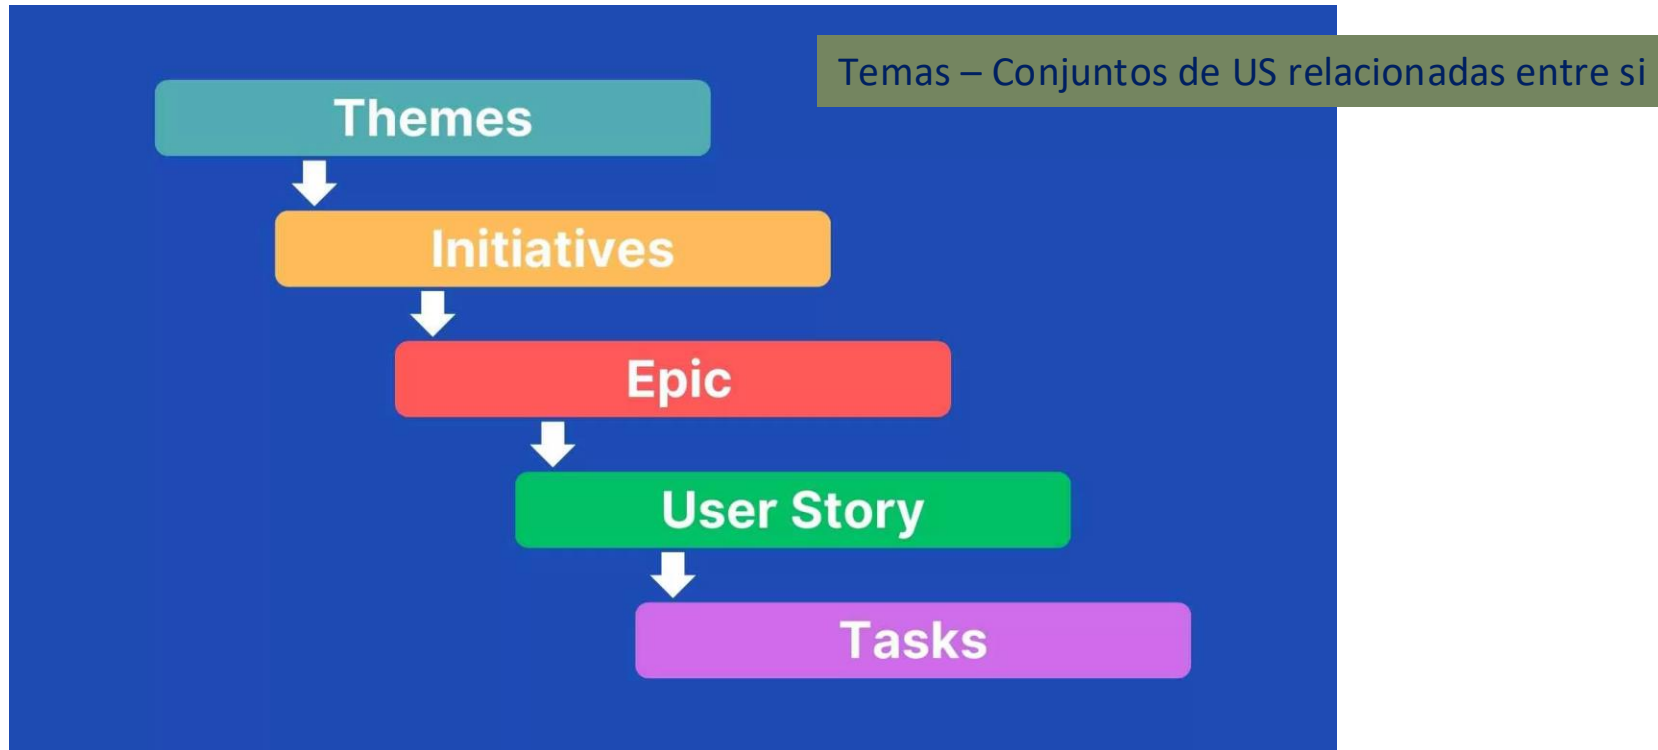 Temas – Conjuntos de US relacionadas entre si
Themes
Initiatives
Epic
User Story
Tasks